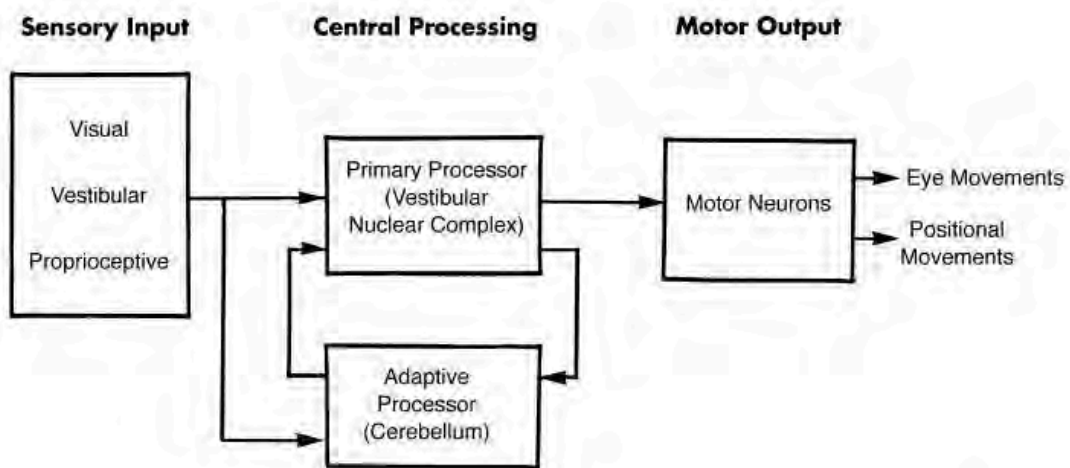 Sensory Input
Central Processing
Motor Output
Visual
Vestibular
Proprioceptive
Primary Processor
(Vestibular
Nuclear Complex)
Adaptive
Processor
(Cerebellum)
Motor Neurons
Eye Movements
Positional
Movements